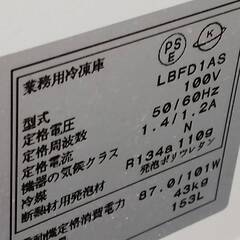 PS
E
K
業務用冷凍庫
型式 LBFD1AS
定格電圧 100V
定格周波数 50/60Hz
定格電流 1.4/1.2A
機器の気候クラス N
冷媒 R134a 110g
断熱材用発泡材 発泡ポリウレタン
電動機定格消費電力 87.0/101W
43kg
153L